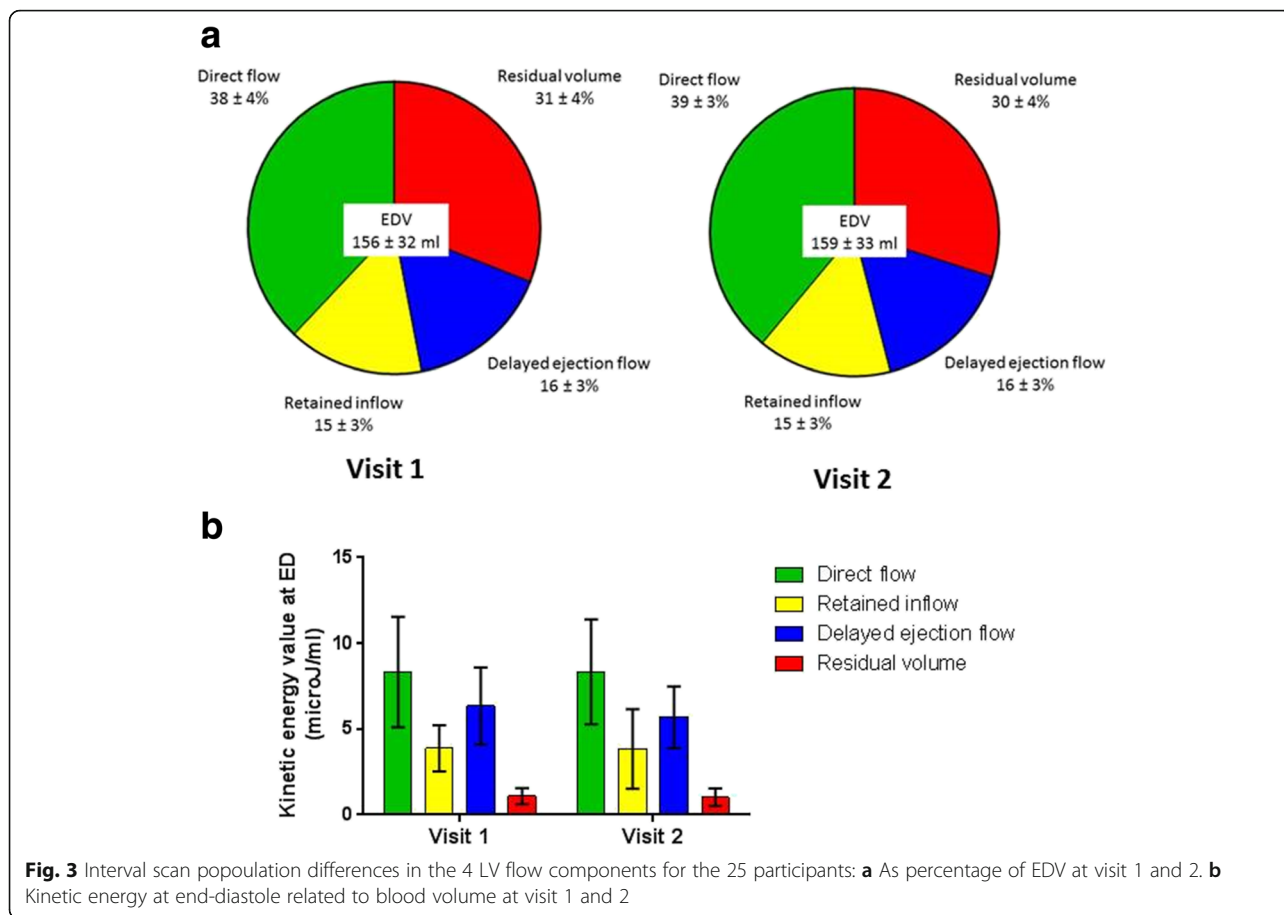 a
Direct flow
38 ± 4%
Residual volume
31 ± 4%
EDV
156 ± 32 ml
Delayed ejection flow
16 ± 3%
Retained inflow
15 ± 3%
Visit 1
Direct flow
39 ± 3%
Residual volume
30 ± 4%
EDV
159 ± 33 ml
Delayed ejection flow
16 ± 3%
Retained inflow
15 ± 3%
Visit 2
b
Kinetic energy value at ED
(microJ/ml)
15
10
5
0
Visit 1
Visit 2
Direct flow
Retained inflow
Delayed ejection flow
Residual volume
Fig. 3 Interval scan popoulation differences in the 4 LV flow components for the 25 participants: a As percentage of EDV at visit 1 and 2. b
Kinetic energy at end-diastole related to blood volume at visit 1 and 2